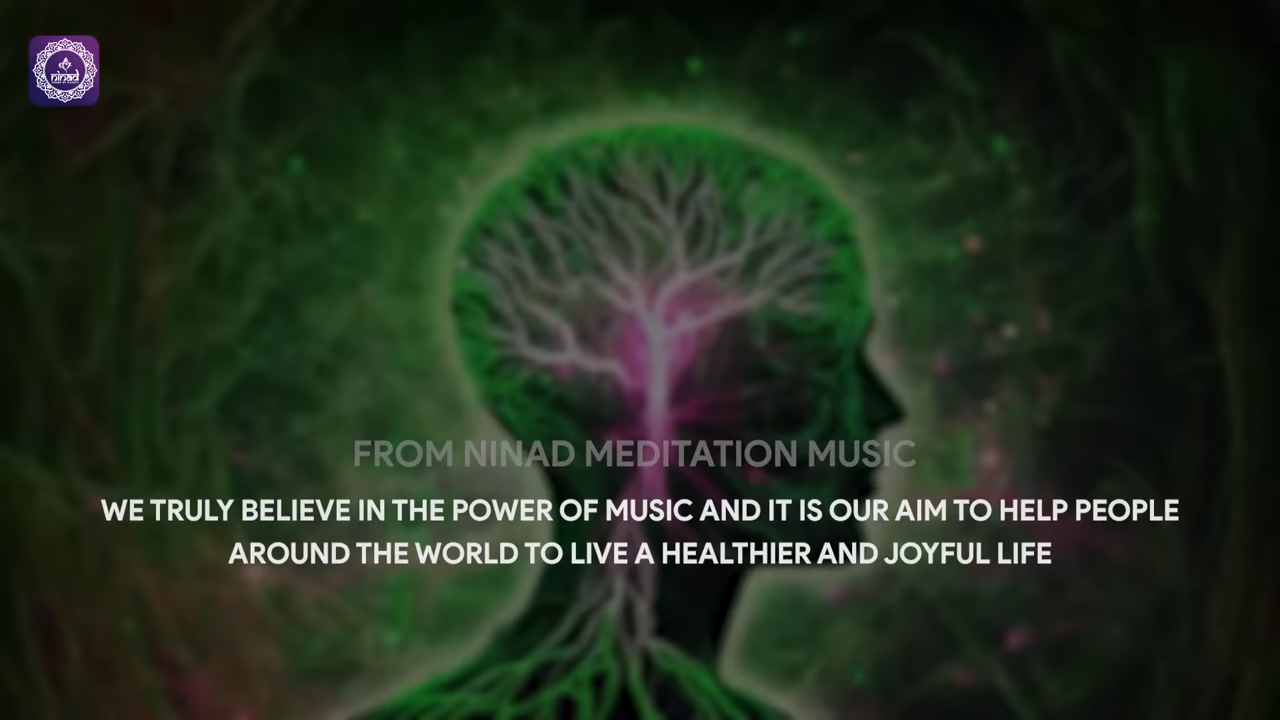 ninad
FROM NINAD MEDITATION MUSIC
WE TRULY BELIEVE IN THE POWER OF MUSIC AND IT IS OUR AIM TO HELP PEOPLE
AROUND THE WORLD TO LIVE A HEALTHIER AND JOYFUL LIFE